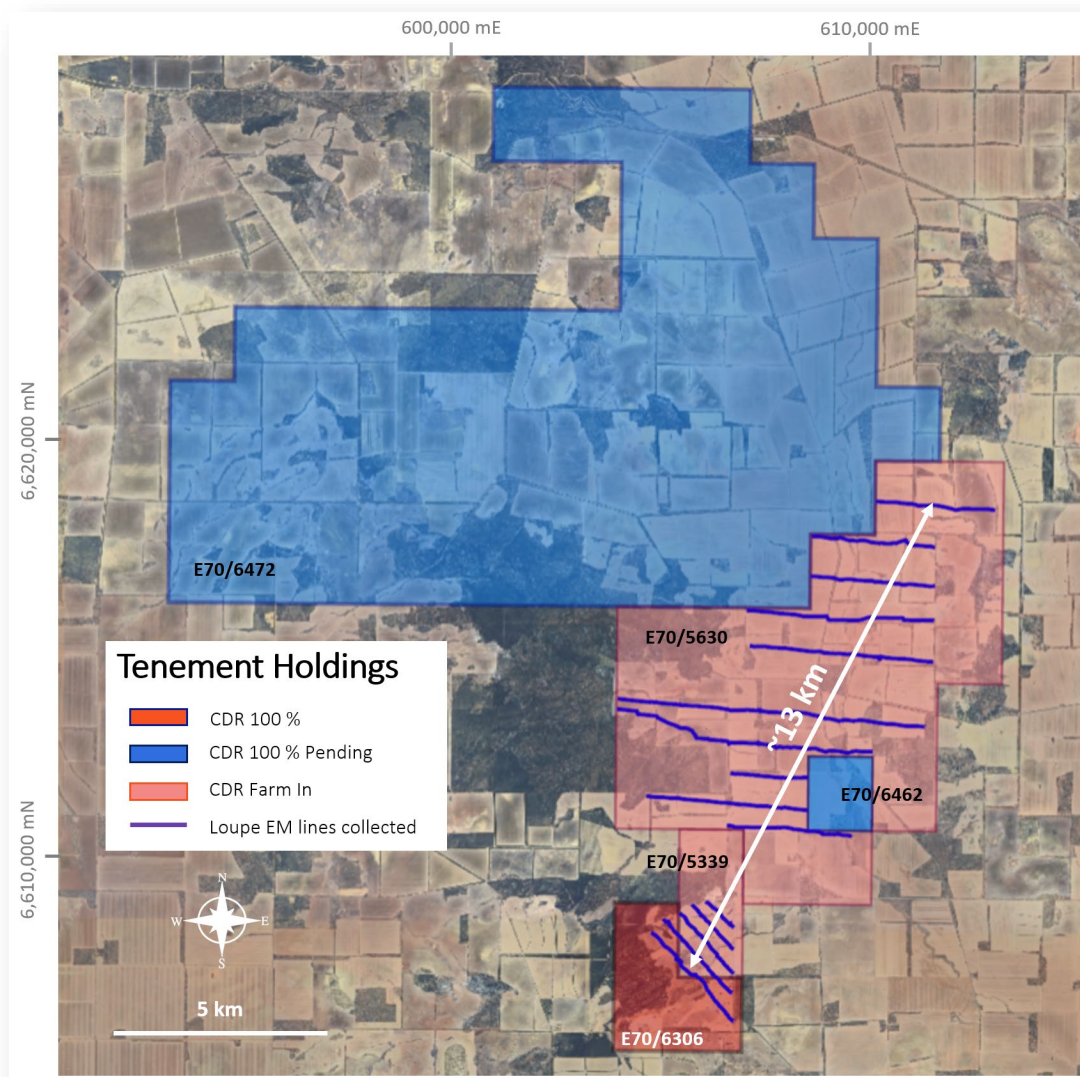 600,000 mE
610,000 mE
6,620,000 mN
E70/6472
E70/5630
Tenement Holdings
CDR 100 %
CDR 100 % Pending
CDR Farm In
Loupe EM lines collected
~13 km
E70/6462
6,610,000 mN
E70/5339
N
W
E
S
5 km
E70/6306